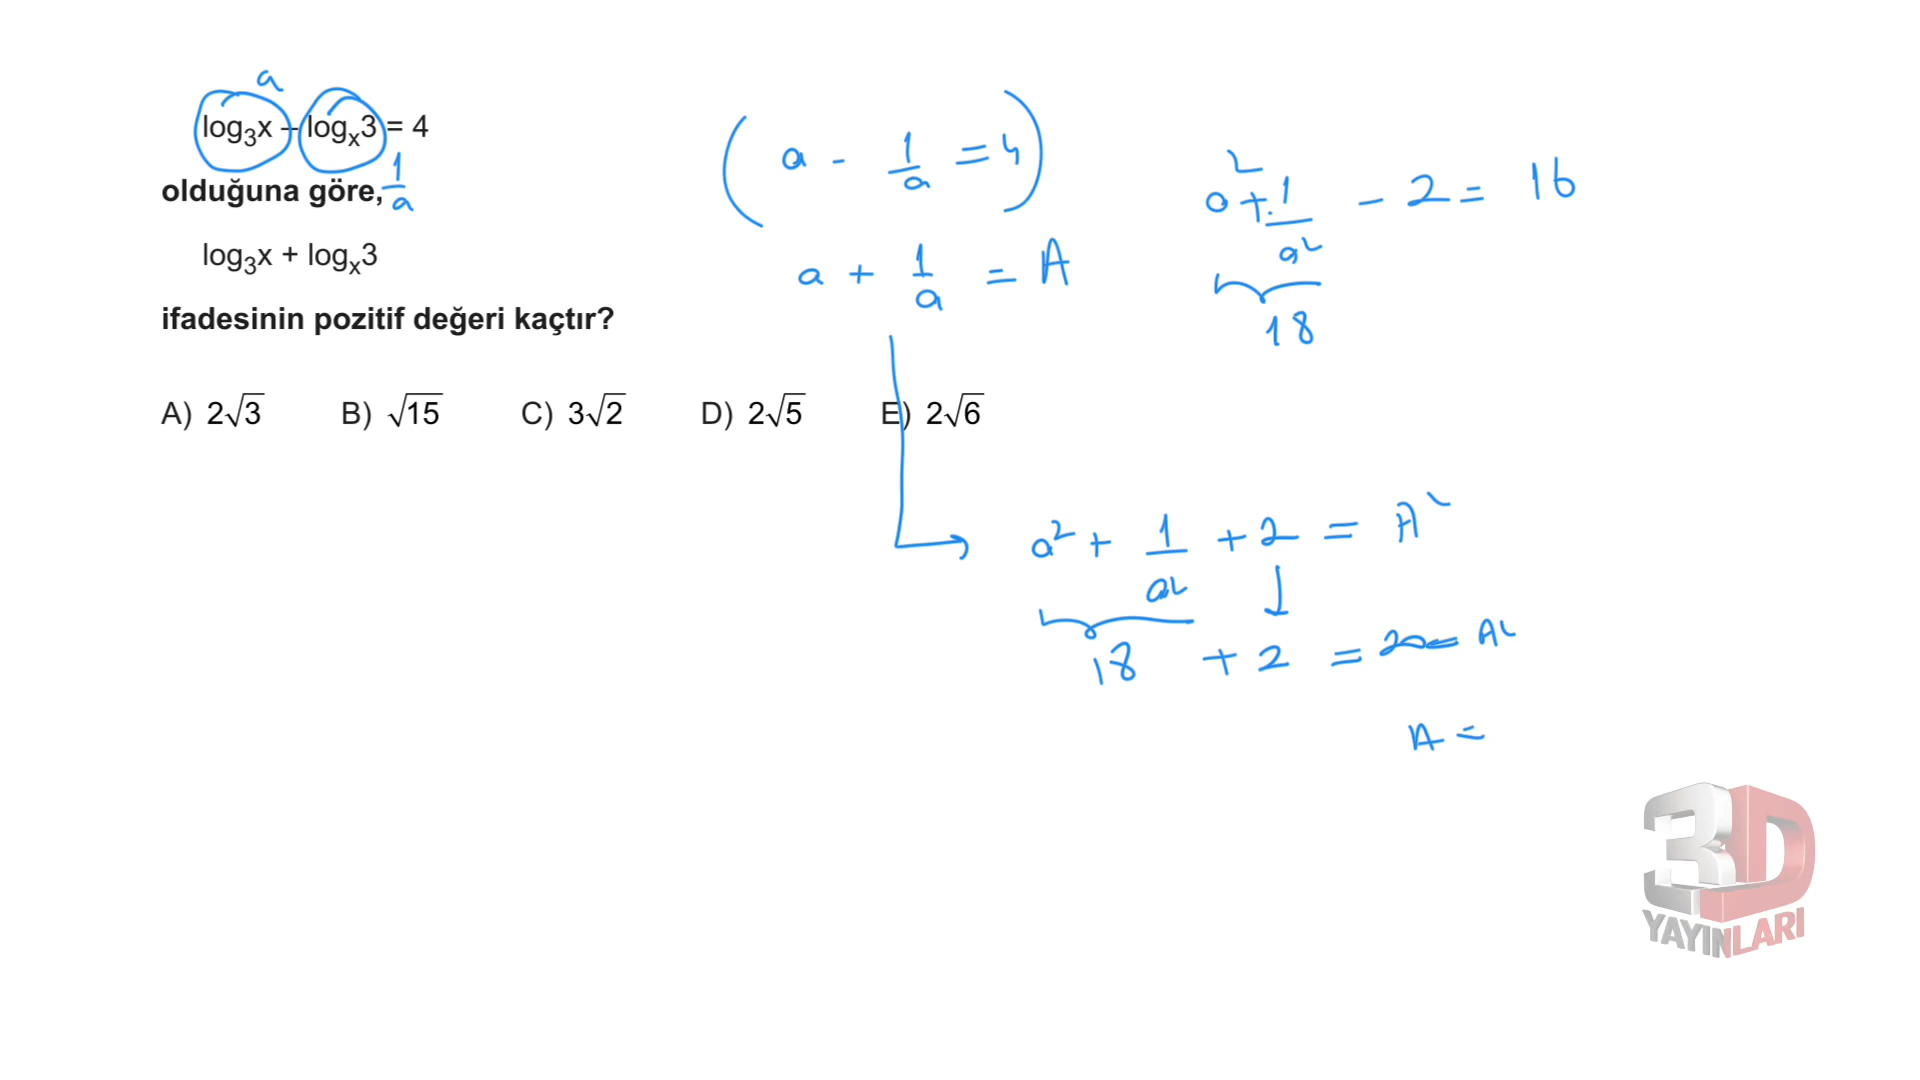 a
log₃x – logₓ3 = 4
olduğuna göre,
1/a
log₃x + logₓ3
ifadesinin pozitif değeri kaçtır?
A) 2√3 B) √15 C) 3√2 D) 2√5 E) 2√6
(a - 1/a = 4)
a + 1/a = A
a² + 1/a² - 2 = 16
18
a² + 1/a² + 2 = A²
18 + 2 = 20 = A²
A =
3D
YAYINLARI